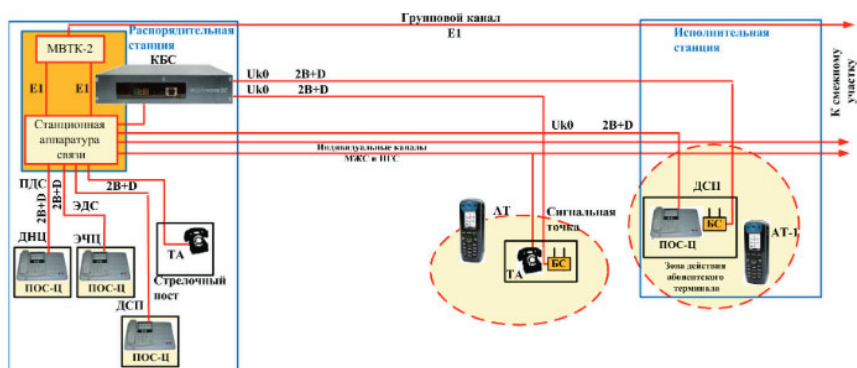 Групповой канал
E1
Распорядительная
станция
МВТК-2
КБС
E1
E1
Станционная
аппаратура
связи
Uk0 2B+D
Uk0 2B+D
Uk0 2B+D
Индивидуальные каналы
МЖС и ПГС
Исполнительная
станция
К смежному
участку
ПДС
2B+D
2B+D
ЭДС
2B+D
ДНЦ
ЭЧЦ
ПОС-Ц
ПОС-Ц
ТА
Стрелочный
пост
ДСП
ПОС-Ц
АТ
Сигнальная
точка
ТА
БС
ДСП
ПОС-Ц
БС
АТ-1
Зона действия
абонентского
терминала